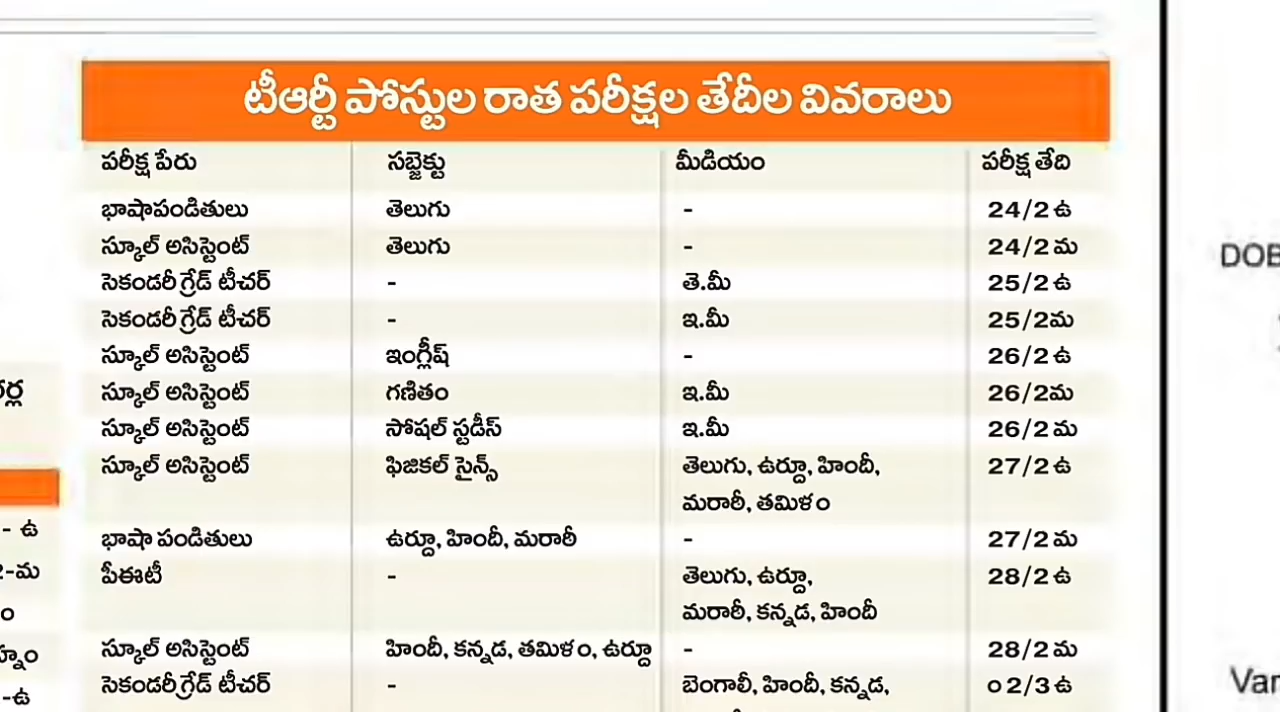 టీఆర్టీ పోస్టుల రాత పరీక్షల తేదీల వివరాలు
పరీక్ష పేరు సబ్జెక్టు మీడియం పరీక్ష తేది
భాషాపండితులు తెలుగు - 24/2 ఉ
స్కూల్ అసిస్టెంట్ తెలుగు - 24/2 మ
సెకండరీగ్రేడ్ టీచర్ - తె.మీ 25/2 ఉ
సెకండరీగ్రేడ్ టీచర్ - ఇ.మీ 25/2మ
స్కూల్ అసిస్టెంట్ ఇంగ్లీష్ - 26/2 ఉ
స్కూల్ అసిస్టెంట్ గణితం ఇ.మీ 26/2మ
స్కూల్ అసిస్టెంట్ సోషల్ స్టడీస్ ఇ.మీ 26/2 మ
స్కూల్ అసిస్టెంట్ ఫిజికల్ సైన్స్ తెలుగు, ఉర్దూ, హిందీ, 27/2 ఉ
మరాఠీ, తమిళం
భాషా పండితులు ఉర్దూ, హిందీ, మరాఠీ - 27/2 మ
పీఈటీ - తెలుగు, ఉర్దూ, 28/2 ఉ
మరాఠీ, కన్నడ, హిందీ
స్కూల్ అసిస్టెంట్ హిందీ, కన్నడ, తమిళం, ఉర్దూ - 28/2 మ
సెకండరీగ్రేడ్ టీచర్ - బెంగాలీ, హిందీ, కన్నడ, 02/3 ఉ
- ఉ
-మ
-ఉ
DOB
Var